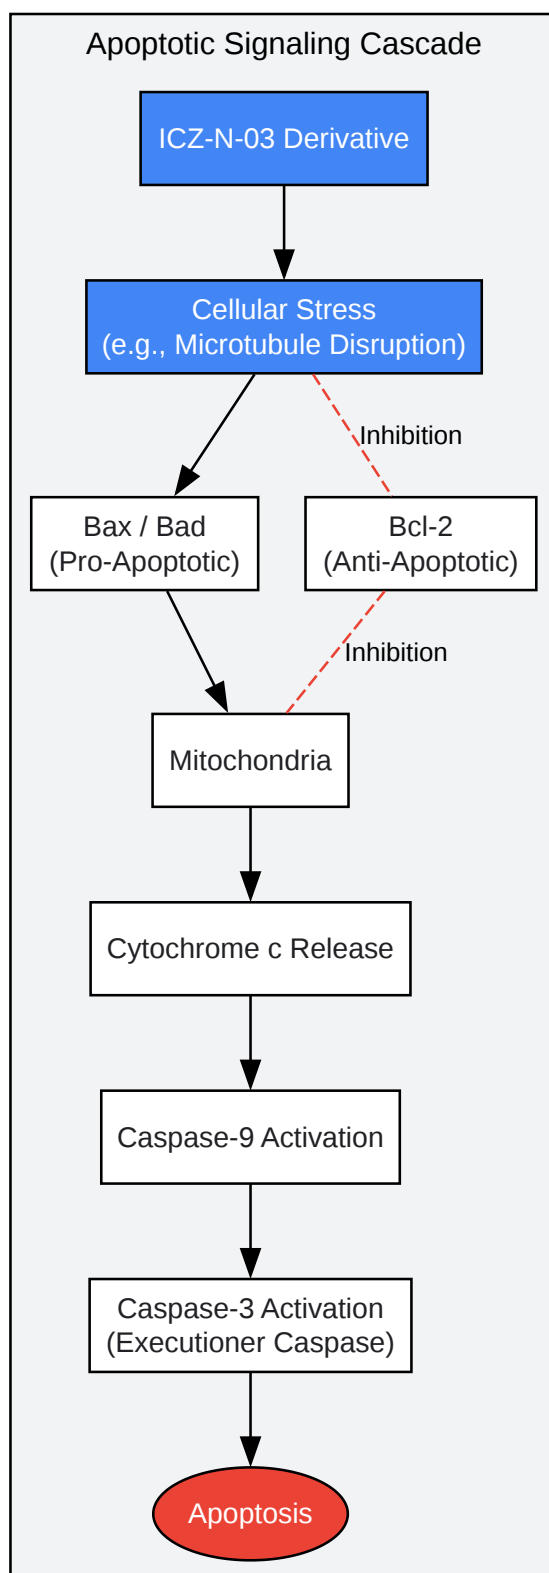 Apoptotic Signaling Cascade
ICZ-N-03 Derivative
Cellular Stress
(e.g., Microtubule Disruption)
Inhibition
Bax / Bad
(Pro-Apoptotic)
Bcl-2
(Anti-Apoptotic)
Inhibition
Mitochondria
Cytochrome c Release
Caspase-9 Activation
Caspase-3 Activation
(Executioner Caspase)
Apoptosis